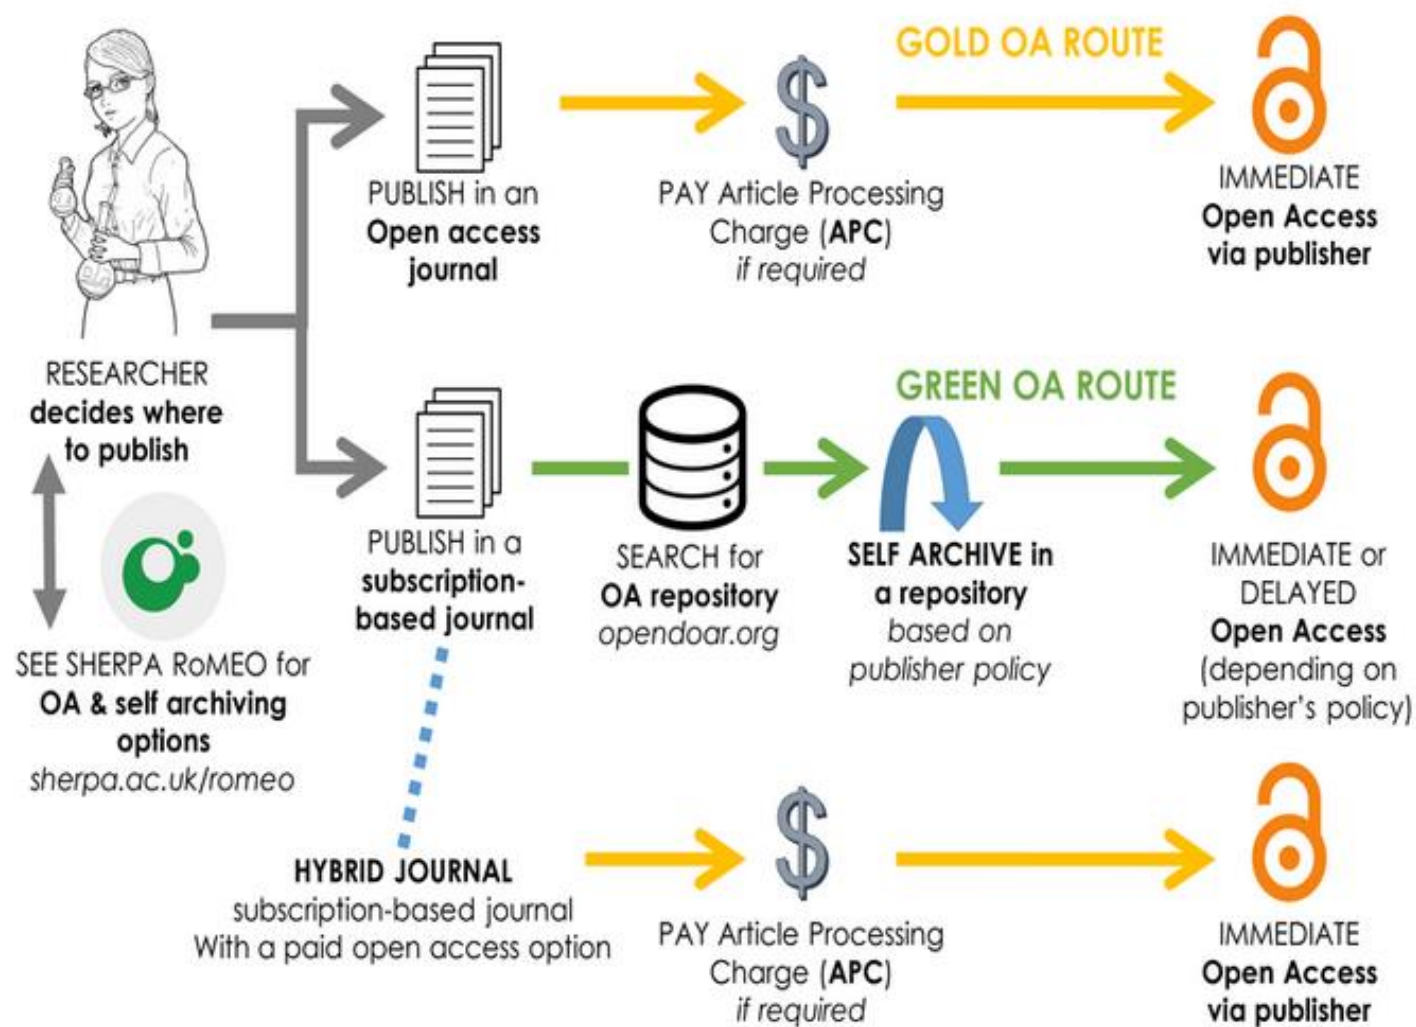 GOLD OA ROUTE
PUBLISH in an
Open access
journal
PAY Article Processing
Charge (APC)
if required
IMMEDIATE
Open Access
via publisher
RESEARCHER
decides where
to publish
SEE SHERPA RoMEO for
OA & self archiving
options
sherpa.ac.uk/romeo
GREEN OA ROUTE
PUBLISH in a
subscription-
based journal
SEARCH for
OA repository
opendoar.org
SELF ARCHIVE in
a repository
based on
publisher policy
IMMEDIATE or
DELAYED
Open Access
(depending on
publisher's policy)
HYBRID JOURNAL
subscription-based journal
With a paid open access option
PAY Article Processing
Charge (APC)
if required
IMMEDIATE
Open Access
via publisher